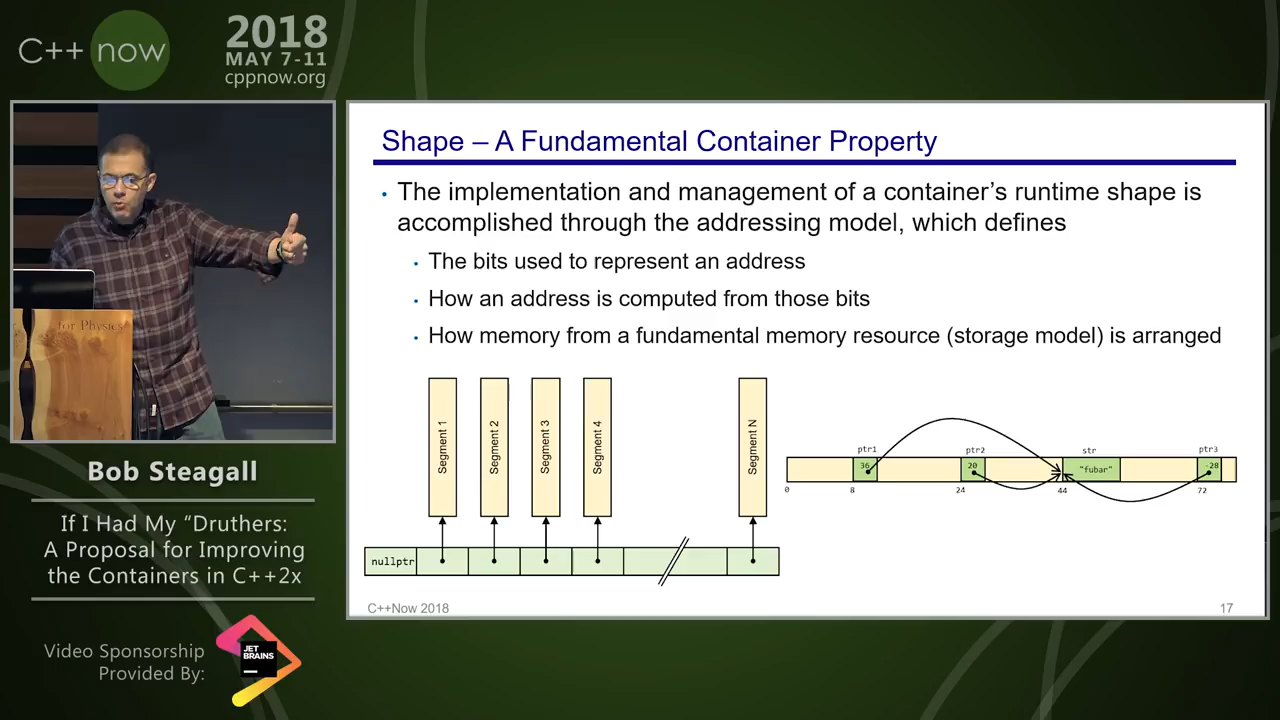 C++ now
2018
MAY 7-11
cppnow.org
for Physics
Bob Steagall
If I Had My “Druthers:
A Proposal for Improving
the Containers in C++2x
Video Sponsorship
Provided By:
JET
BRAINS
Shape – A Fundamental Container Property
• The implementation and management of a container’s runtime shape is
accomplished through the addressing model, which defines
• The bits used to represent an address
• How an address is computed from those bits
• How memory from a fundamental memory resource (storage model) is arranged
Segment 1
Segment 2
Segment 3
Segment 4
Segment N
nullptr
ptr1
ptr2
str
ptr3
36
20
"fubar"
-28
0
8
24
44
72
C++Now 2018
17